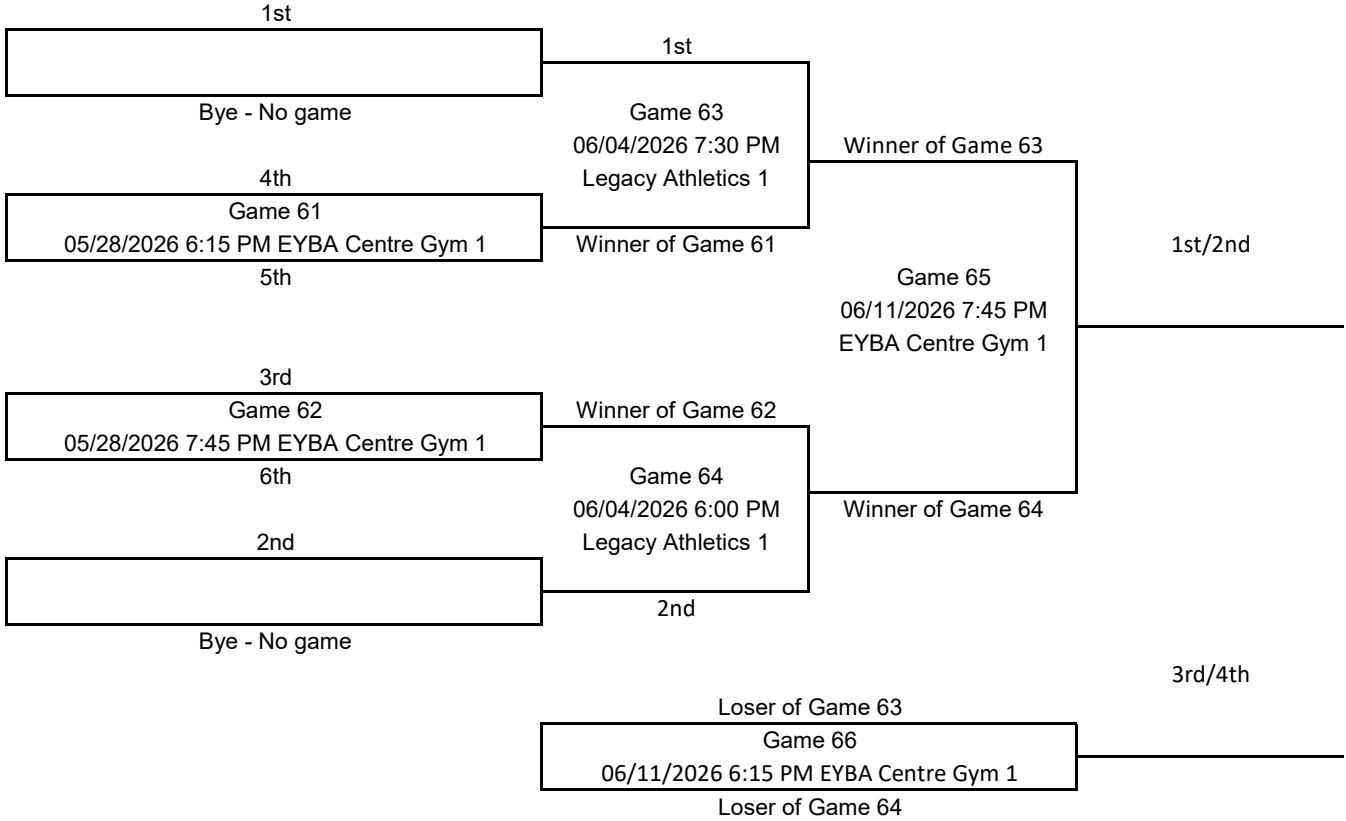 1st
Bye - No game
4th
Game 61
05/28/2026 6:15 PM EYBA Centre Gym 1
5th
3rd
Game 62
05/28/2026 7:45 PM EYBA Centre Gym 1
6th
2nd
Bye - No game
1st
Game 63
06/04/2026 7:30 PM
Legacy Athletics 1
Winner of Game 61
Winner of Game 62
Game 64
06/04/2026 6:00 PM
Legacy Athletics 1
2nd
Winner of Game 63
Game 65
06/11/2026 7:45 PM
EYBA Centre Gym 1
Winner of Game 64
1st/2nd
Loser of Game 63
Game 66
06/11/2026 6:15 PM EYBA Centre Gym 1
Loser of Game 64
3rd/4th